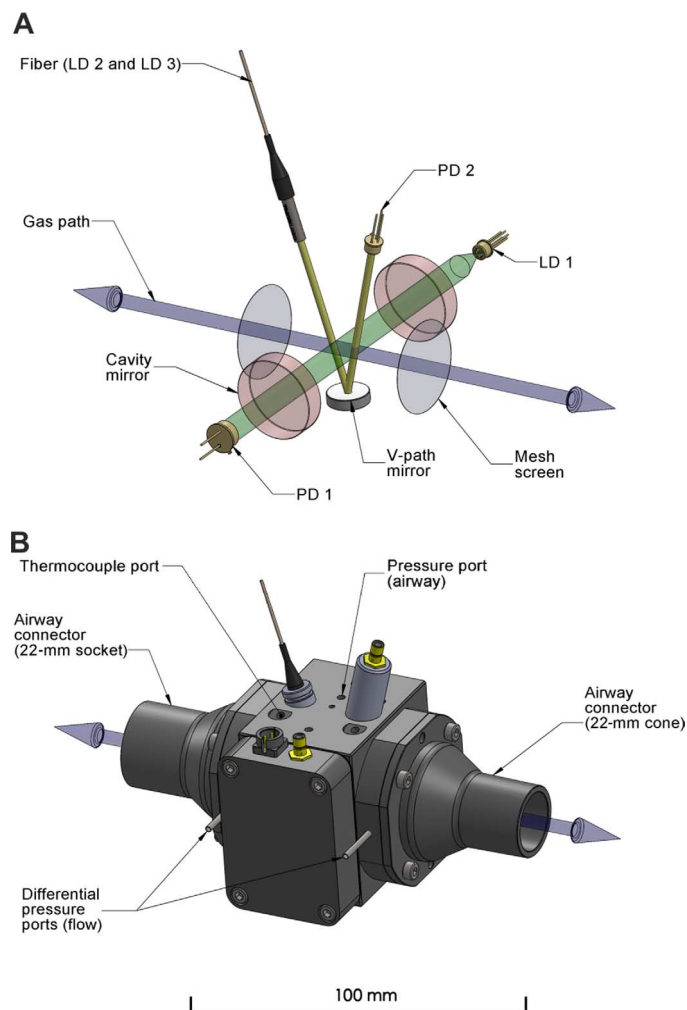 A
Fiber (LD 2 and LD 3)
PD 2
Gas path
LD 1
Cavity
mirror
V-path
mirror
Mesh
screen
PD 1
B
Thermocouple port
Pressure port
(airway)
Airway
connector
(22-mm socket)
Airway
connector
(22-mm cone)
Differential
pressure
ports (flow)
100 mm